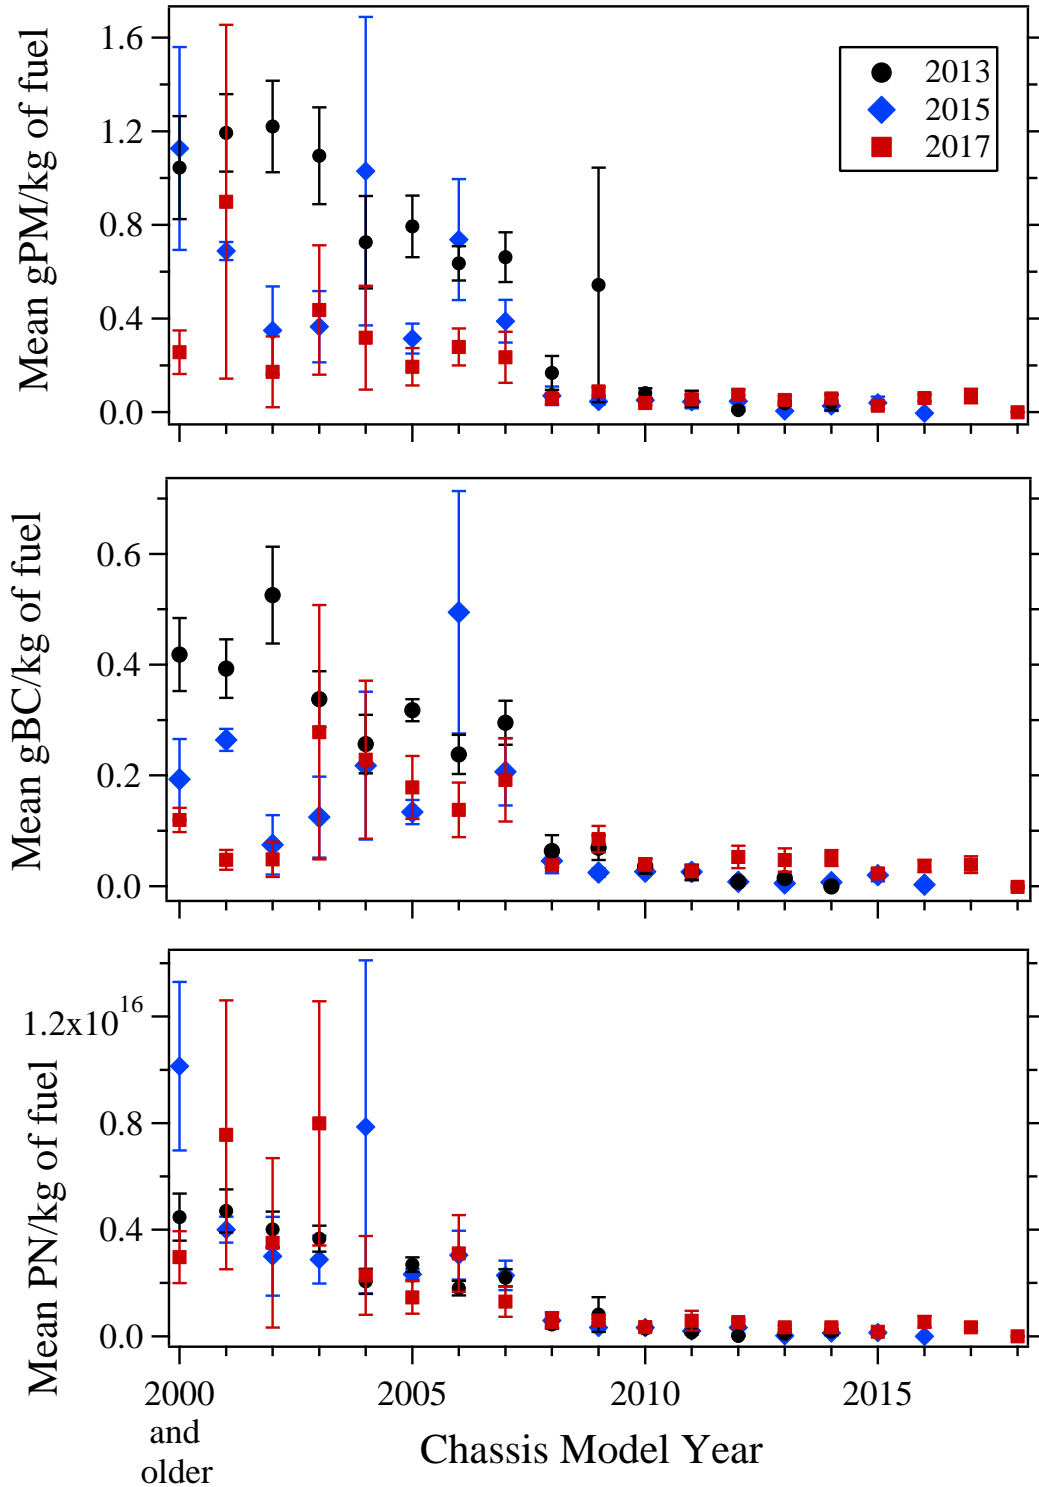 Mean gPM/kg of fuel
1.6
1.2
0.8
0.4
0.0
2013
2015
2017
Mean gBC/kg of fuel
0.6
0.4
0.2
0.0
Mean PN/kg of fuel
1.2x10¹⁶
0.8
0.4
0.0
2000
and
older
2005
2010
2015
Chassis Model Year